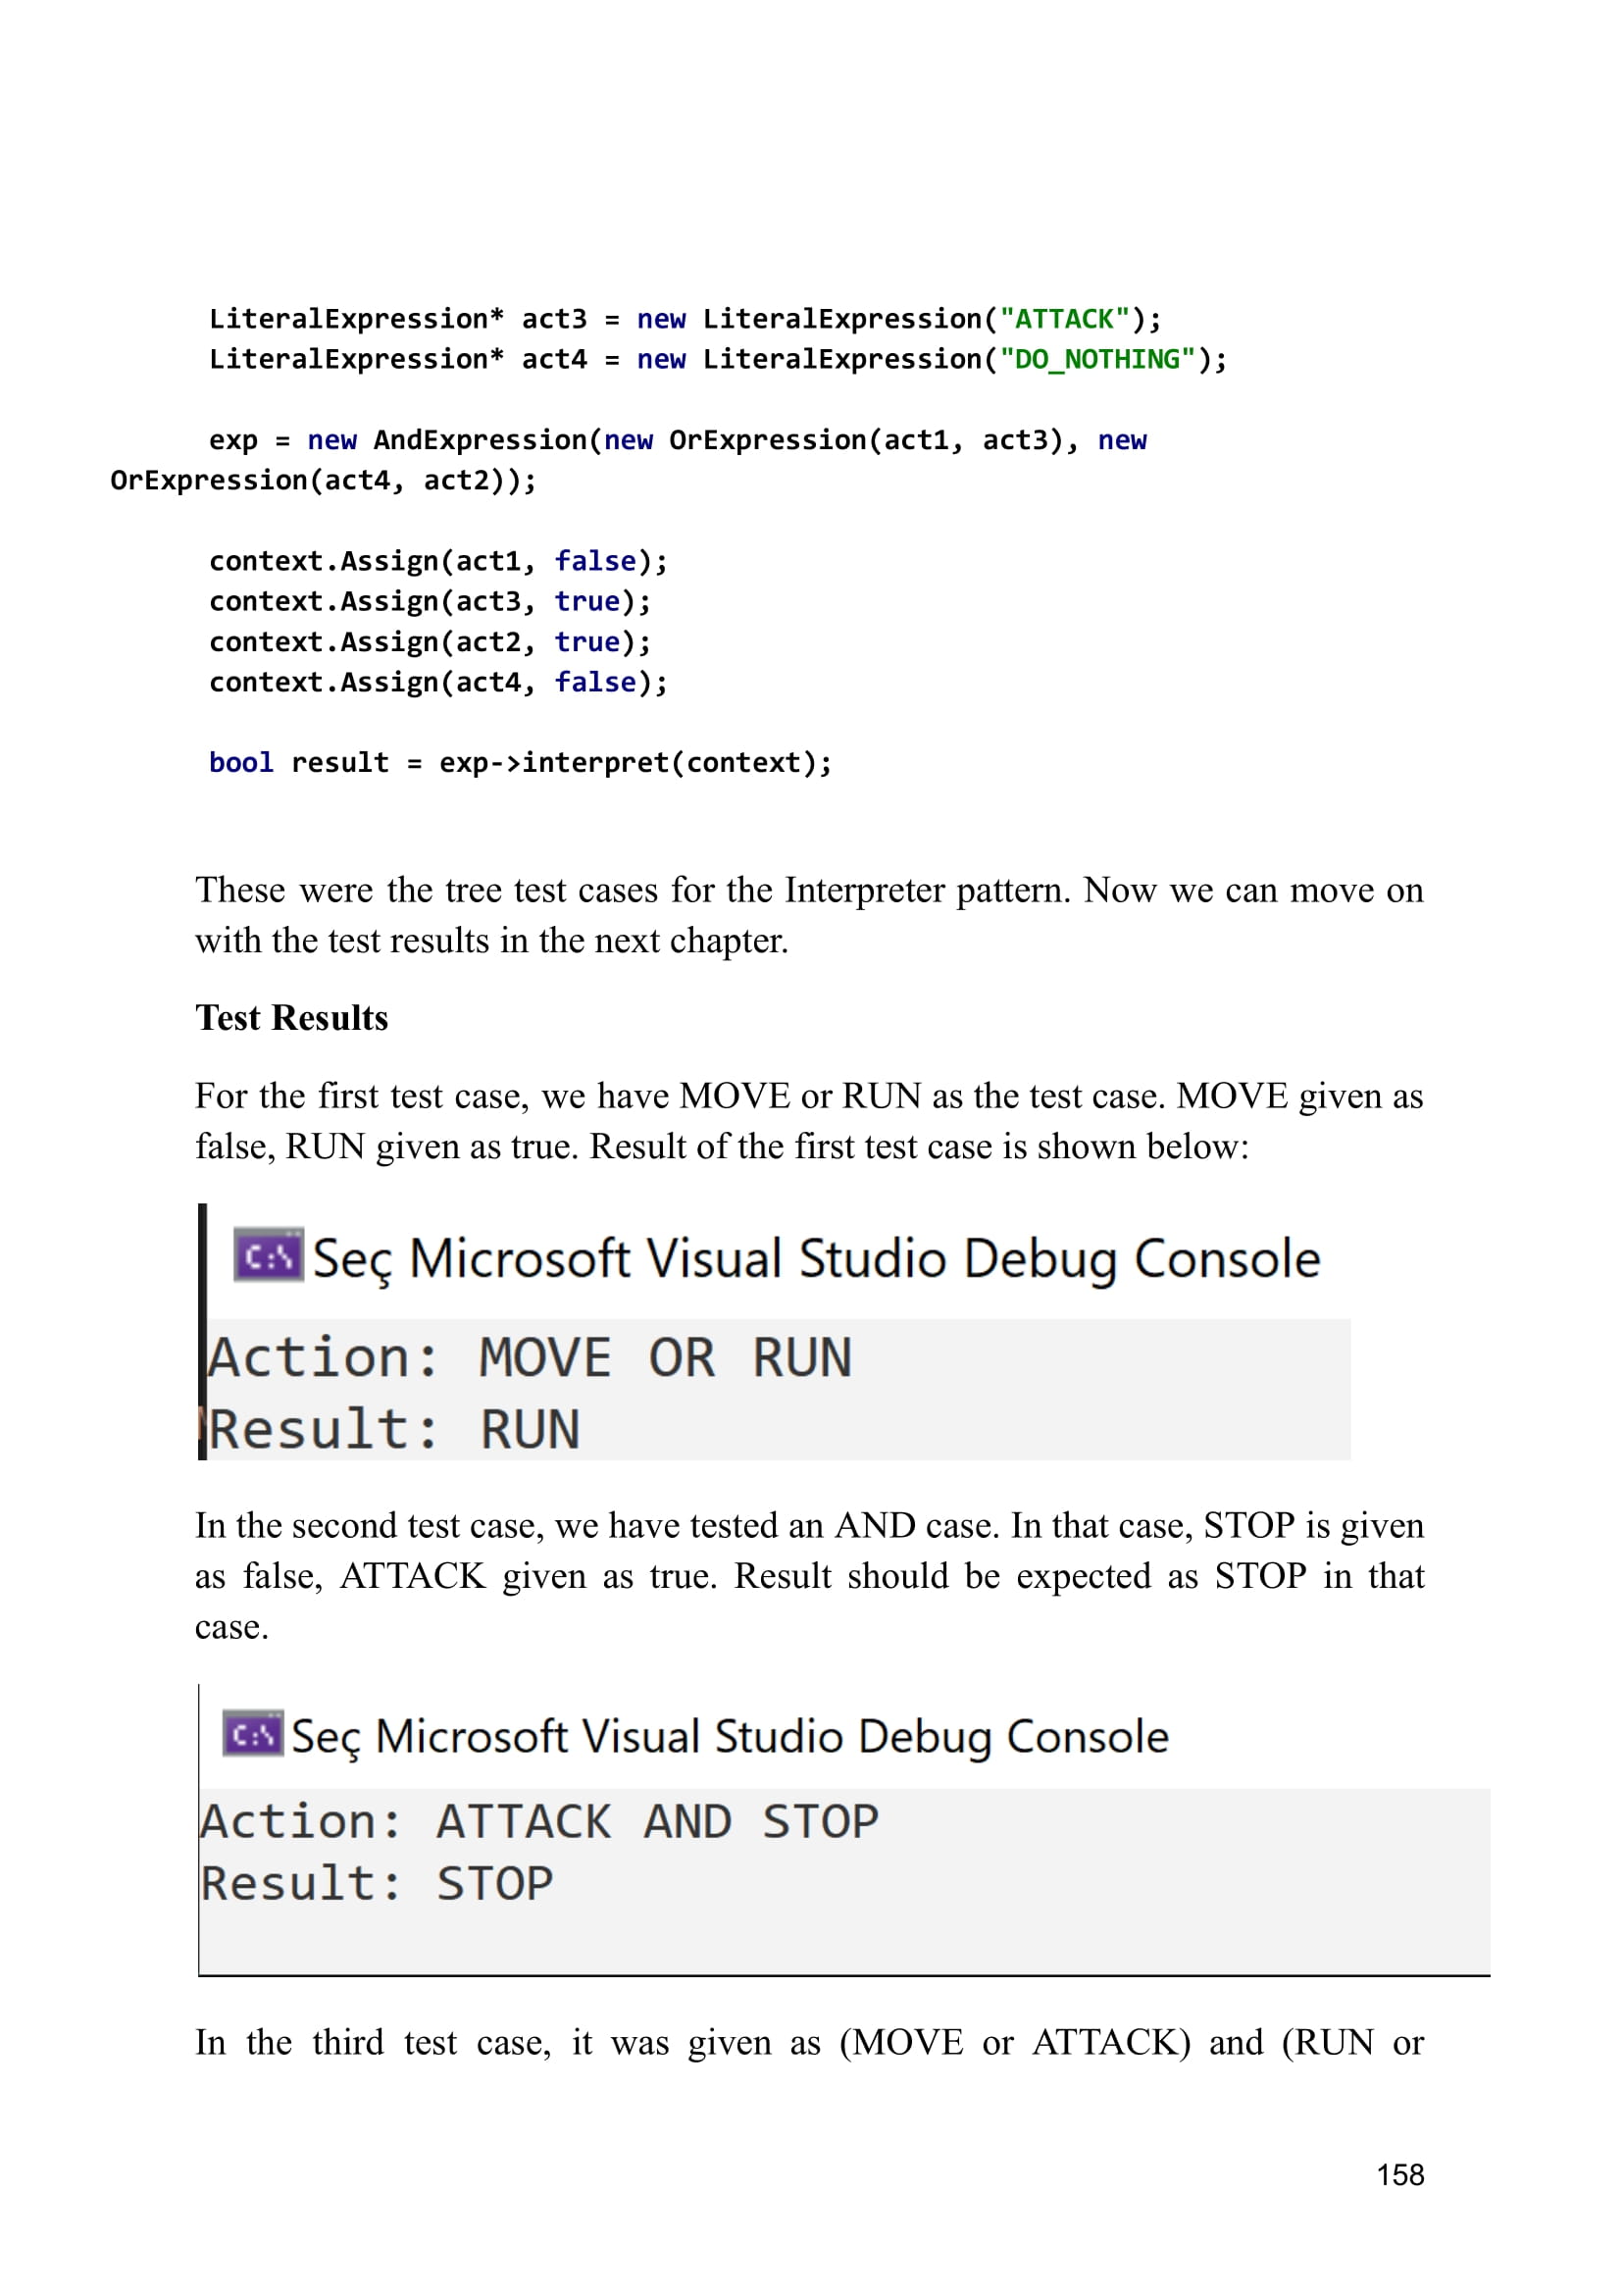 LiteralExpression* act3 = new LiteralExpression("ATTACK");
LiteralExpression* act4 = new LiteralExpression("DO_NOTHING");
exp = new AndExpression(new OrExpression(act1, act3), new
OrExpression(act4, act2));
context.Assign(act1, false);
context.Assign(act3, true);
context.Assign(act2, true);
context.Assign(act4, false);
bool result = exp->interpret(context);
These were the tree test cases for the Interpreter pattern. Now we can move on
with the test results in the next chapter.
Test Results
For the first test case, we have MOVE or RUN as the test case. MOVE given as
false, RUN given as true. Result of the first test case is shown below:
C:\ Seç Microsoft Visual Studio Debug Console
Action: MOVE OR RUN
Result: RUN
In the second test case, we have tested an AND case. In that case, STOP is given
as false, ATTACK given as true. Result should be expected as STOP in that
case.
C:\ Seç Microsoft Visual Studio Debug Console
Action: ATTACK AND STOP
Result: STOP
In the third test case, it was given as (MOVE or ATTACK) and (RUN or
158